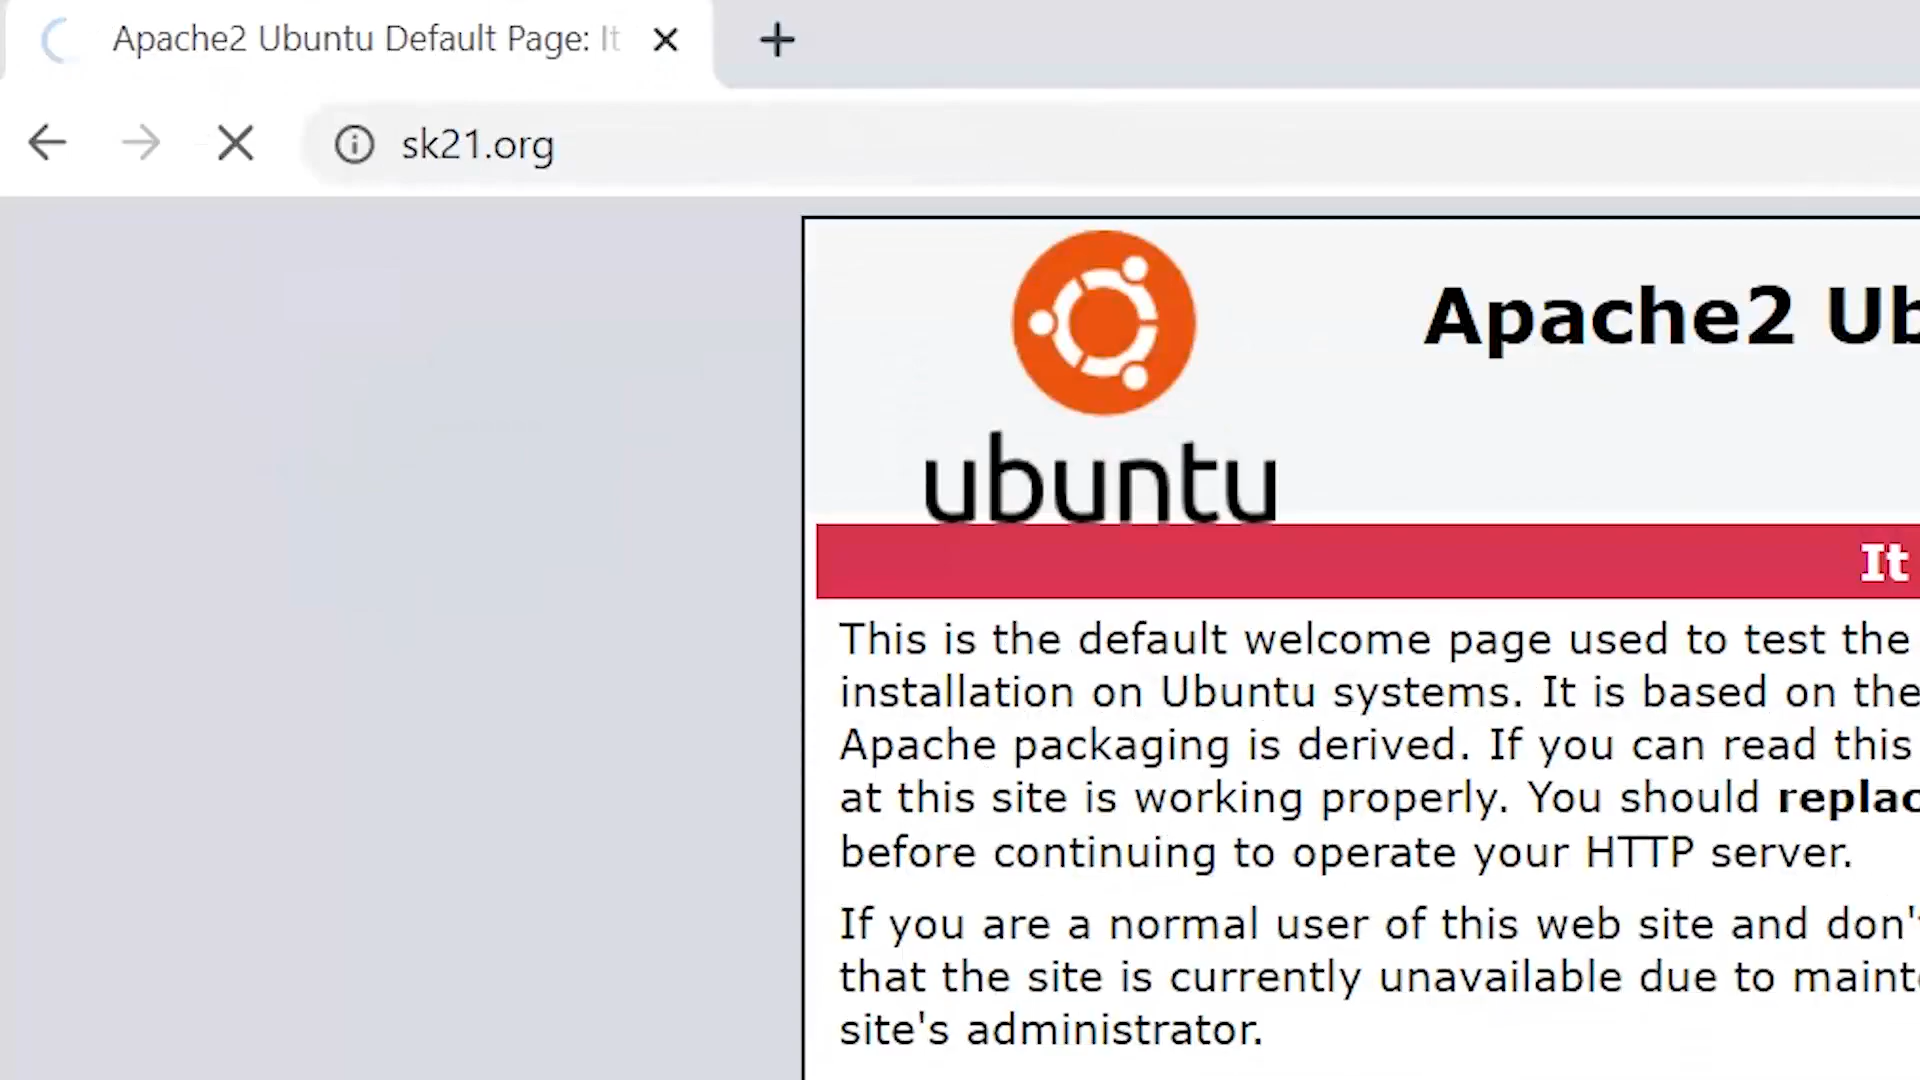 Apache2 Ubuntu Default Page: It
sk21.org
ubuntu
Apache2 Ub
It
This is the default welcome page used to test the
installation on Ubuntu systems. It is based on the
Apache packaging is derived. If you can read this
at this site is working properly. You should replac
before continuing to operate your HTTP server.
If you are a normal user of this web site and don't
that the site is currently unavailable due to mainte
site's administrator.